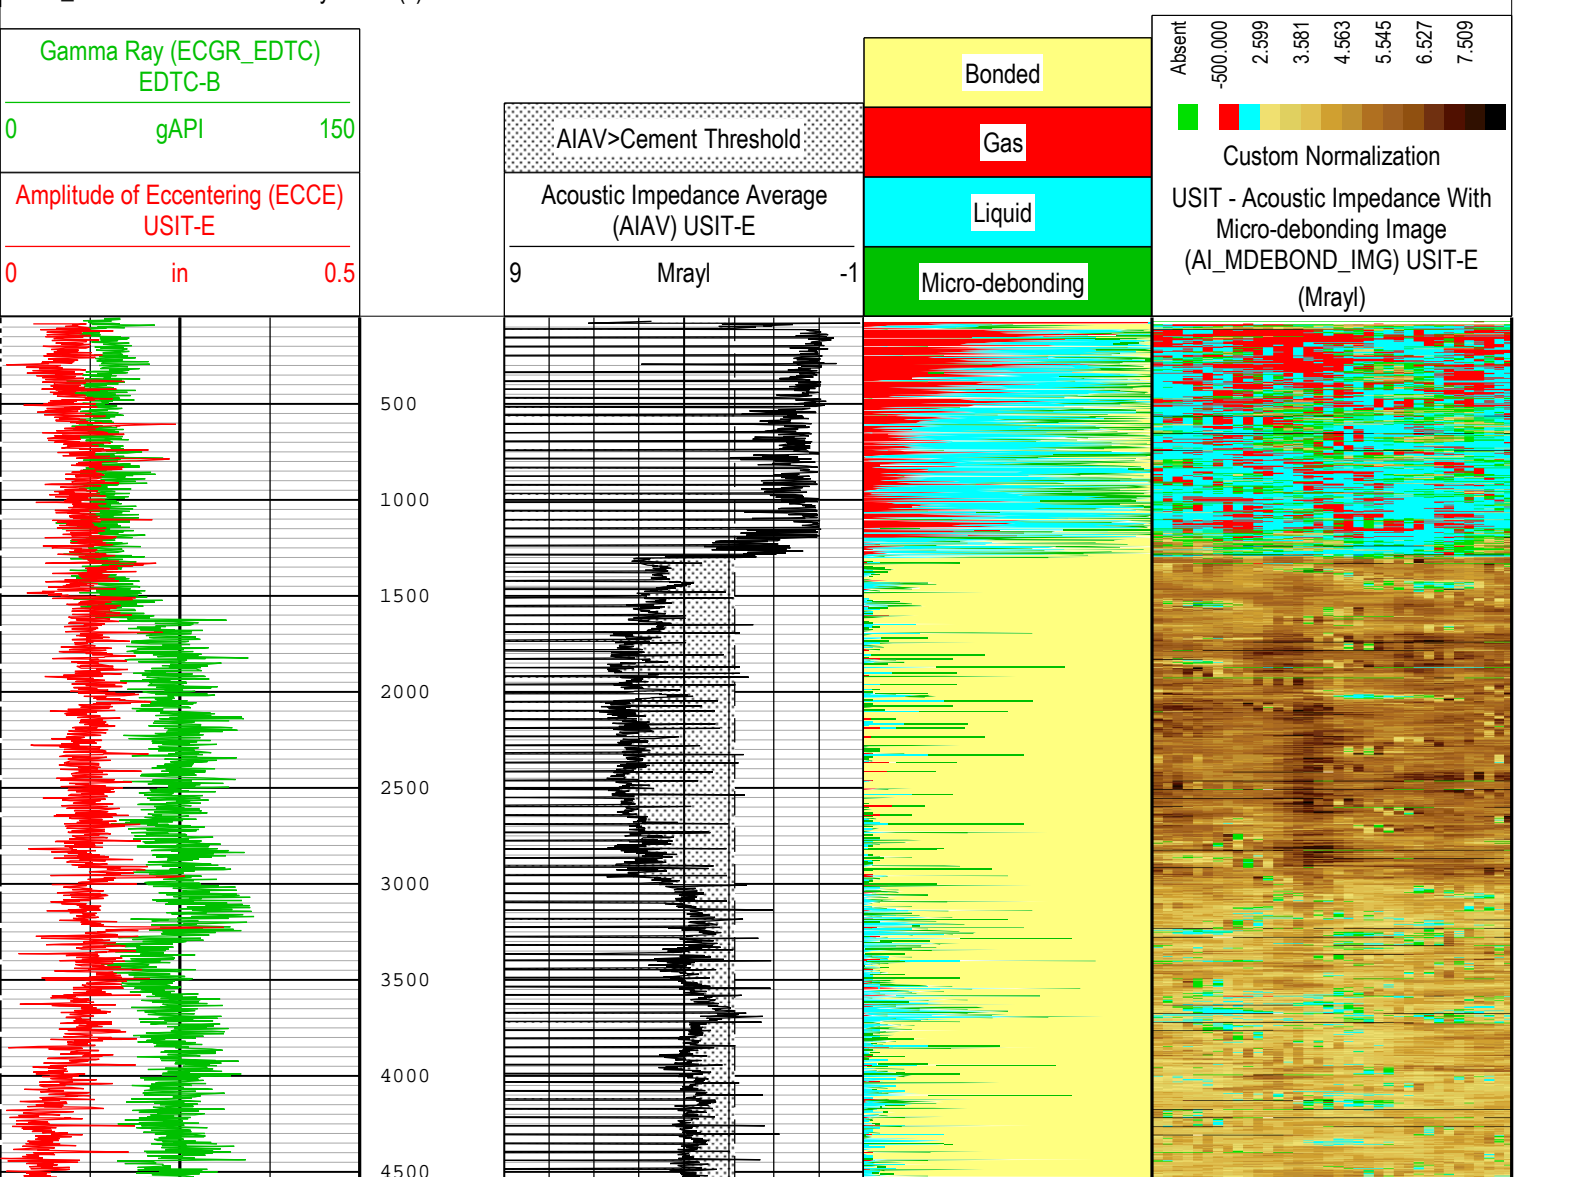 Gamma Ray (ECGR_EDTC)
EDTC-B
0 gAPI 150
Amplitude of Eccentering (ECCE)
USIT-E
0 in 0.5
AIAV>Cement Threshold
Acoustic Impedance Average
(AIAV) USIT-E
9 Mrayl -1
Bonded
Gas
Liquid
Micro-debonding
Absent
-500.000
2.599
3.581
4.563
5.545
6.527
7.509
Custom Normalization
USIT - Acoustic Impedance With
Micro-debonding Image
(AI_MDEBOND_IMG) USIT-E
(Mrayl)
500
1000
1500
2000
2500
3000
3500
4000
4500